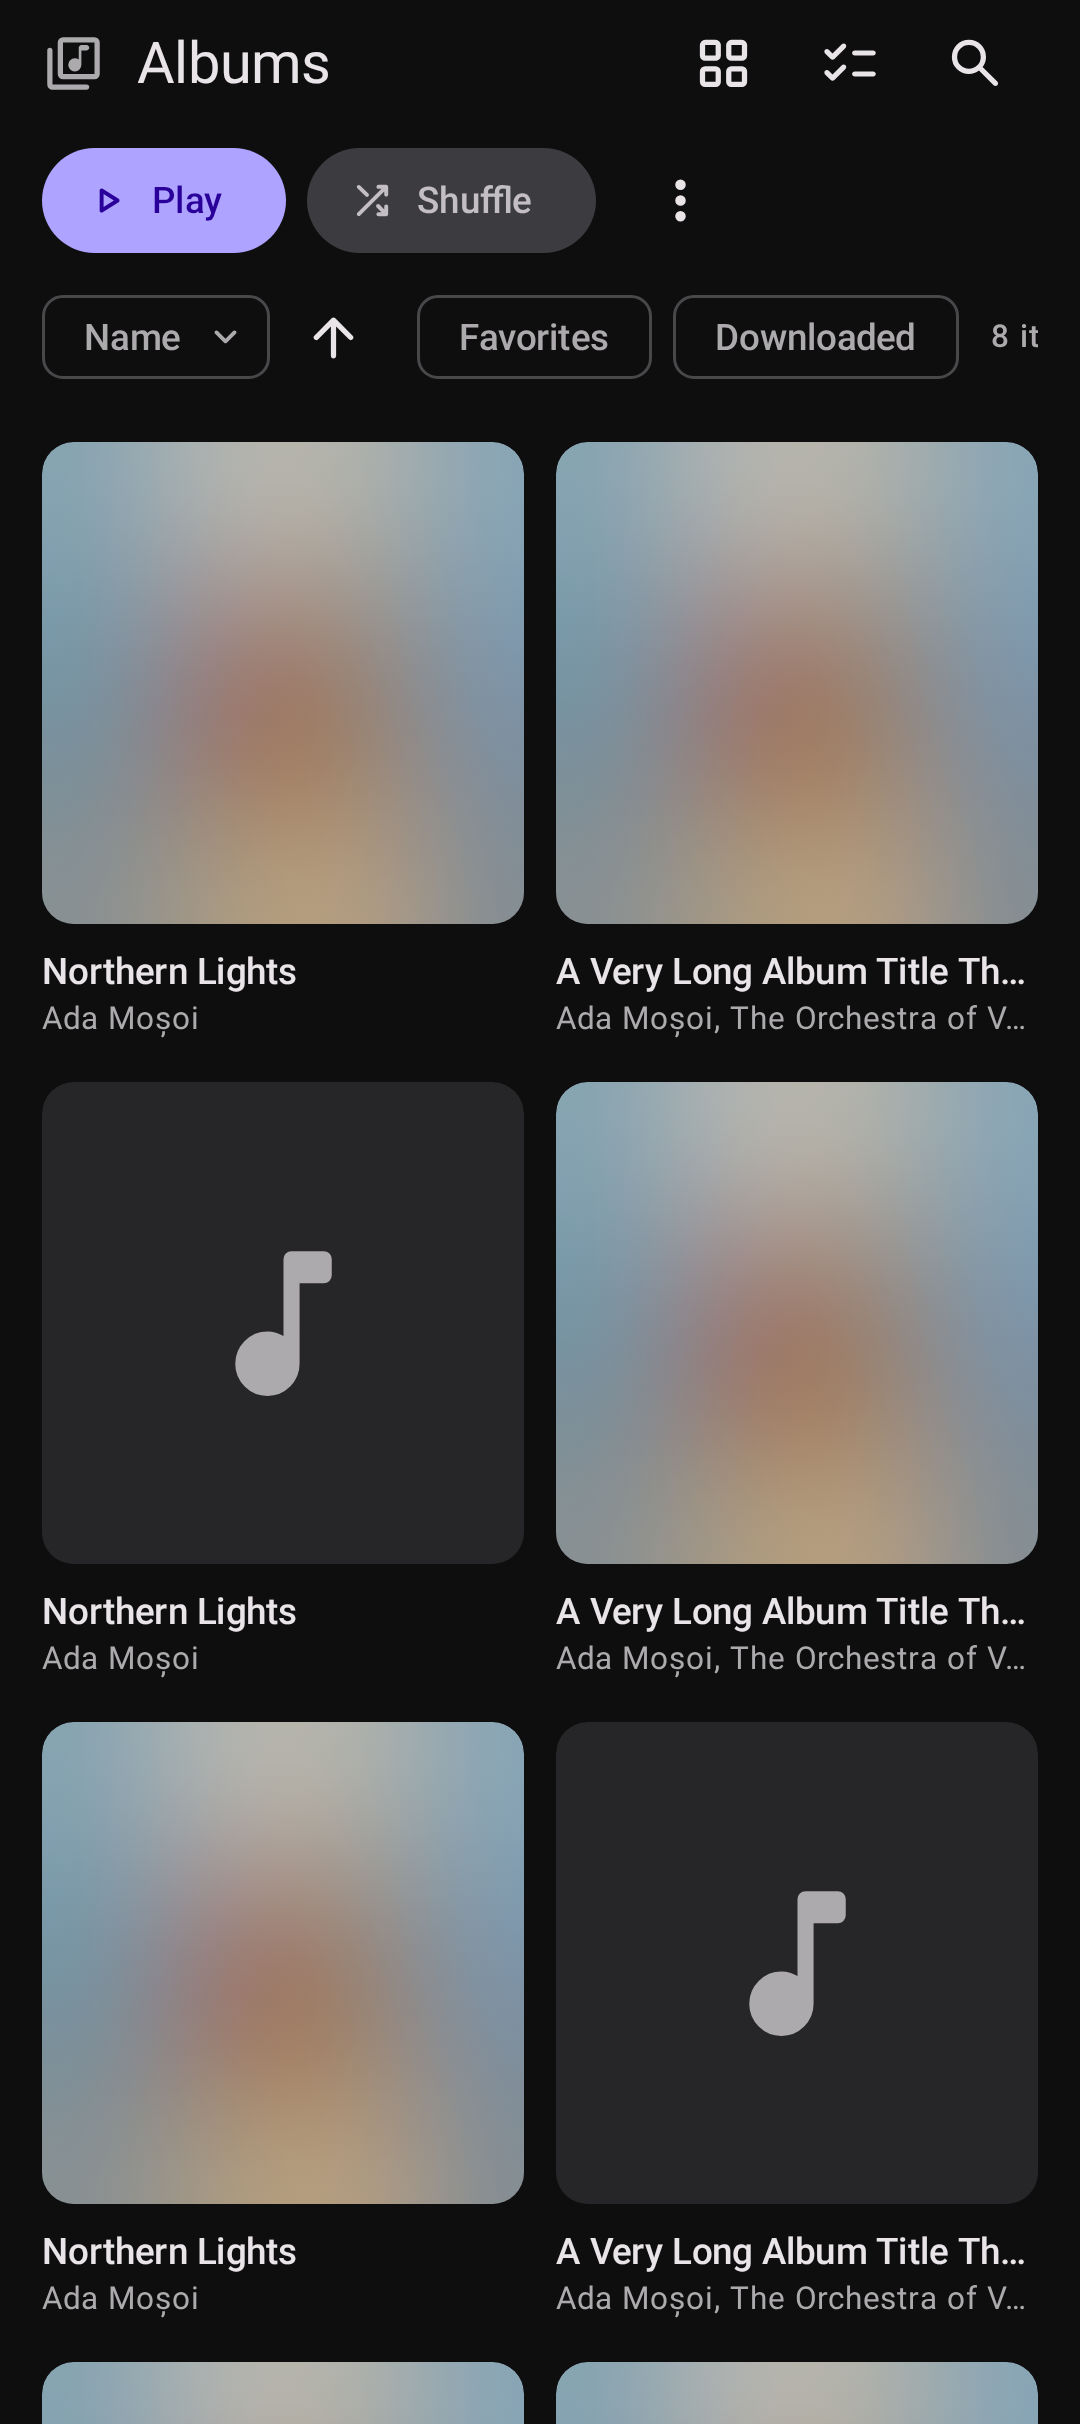 Albums
Play
Shuffle
Name
Favorites
Downloaded
8 it
Northern Lights
Ada Moșoi
A Very Long Album Title Th...
Ada Moșoi, The Orchestra of V...
Northern Lights
Ada Moșoi
A Very Long Album Title Th...
Ada Moșoi, The Orchestra of V...
Northern Lights
Ada Moșoi
A Very Long Album Title Th...
Ada Moșoi, The Orchestra of V...